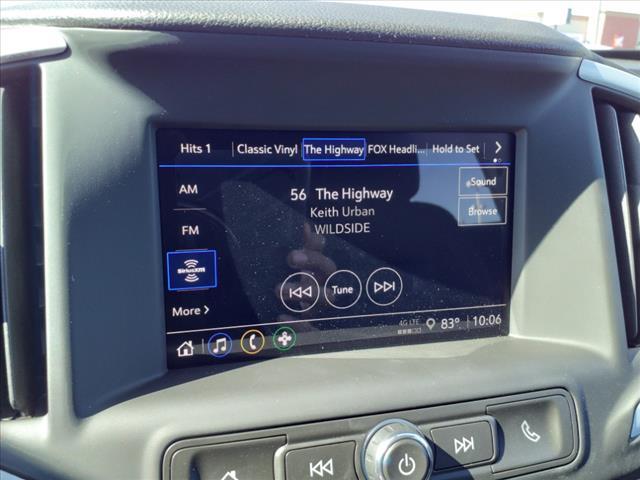 Hits 1 Classic Vinyl The Highway FOX Headli... Hold to Set
AM
56 The Highway
Sound
Keith Urban
Browse
FM
WILDSIDE
SiriusXM
Tune
More
4G LTE 83° 10:06